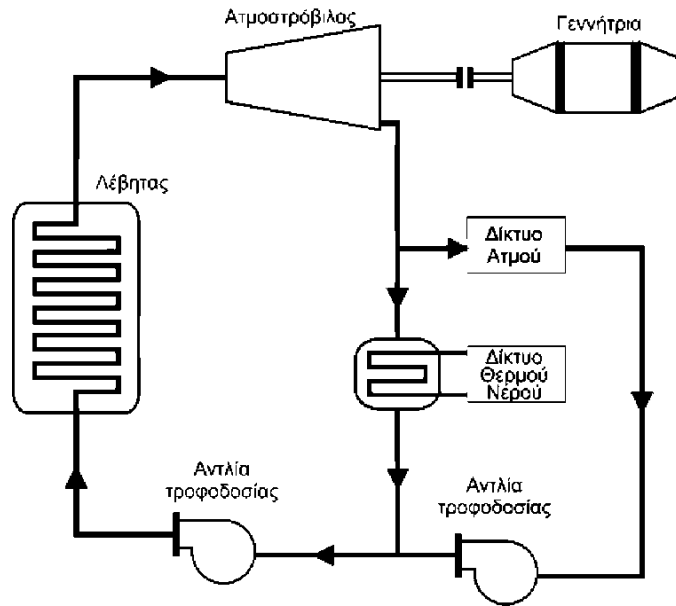 Ατμοστρόβιλος
Γεννήτρια
Λέβητας
Δίκτυο
Ατμού
Δίκτυο
Θερμού
Νερού
Αντλία
τροφοδοσίας
Αντλία
τροφοδοσίας